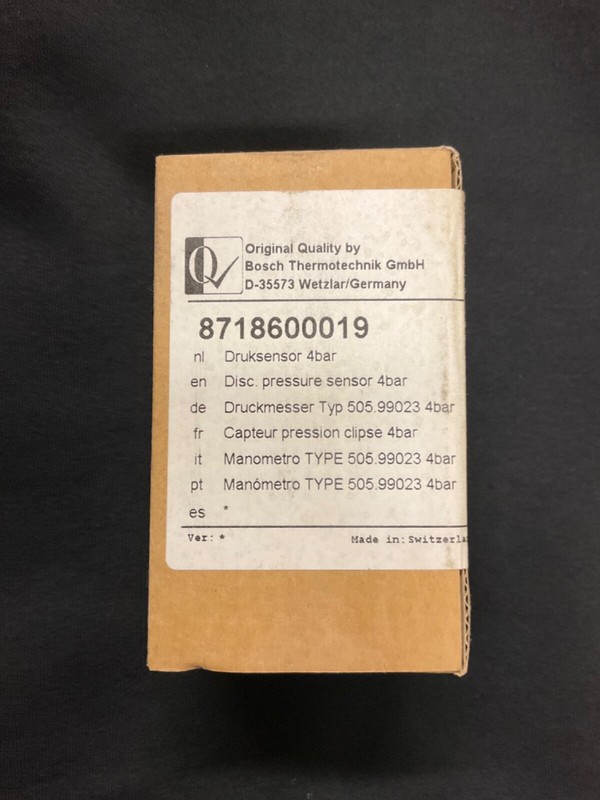 Original Quality by
Bosch Thermotechnik GmbH
D-35573 Wetzlar/Germany
8718600019
nl Druksensor 4bar
en Disc. pressure sensor 4bar
de Druckmesser Typ 505.99023 4bar
fr Capteur pression clipse 4bar
it Manometro TYPE 505.99023 4bar
pt Manómetro TYPE 505.99023 4bar
es *
Ver: * Made in: